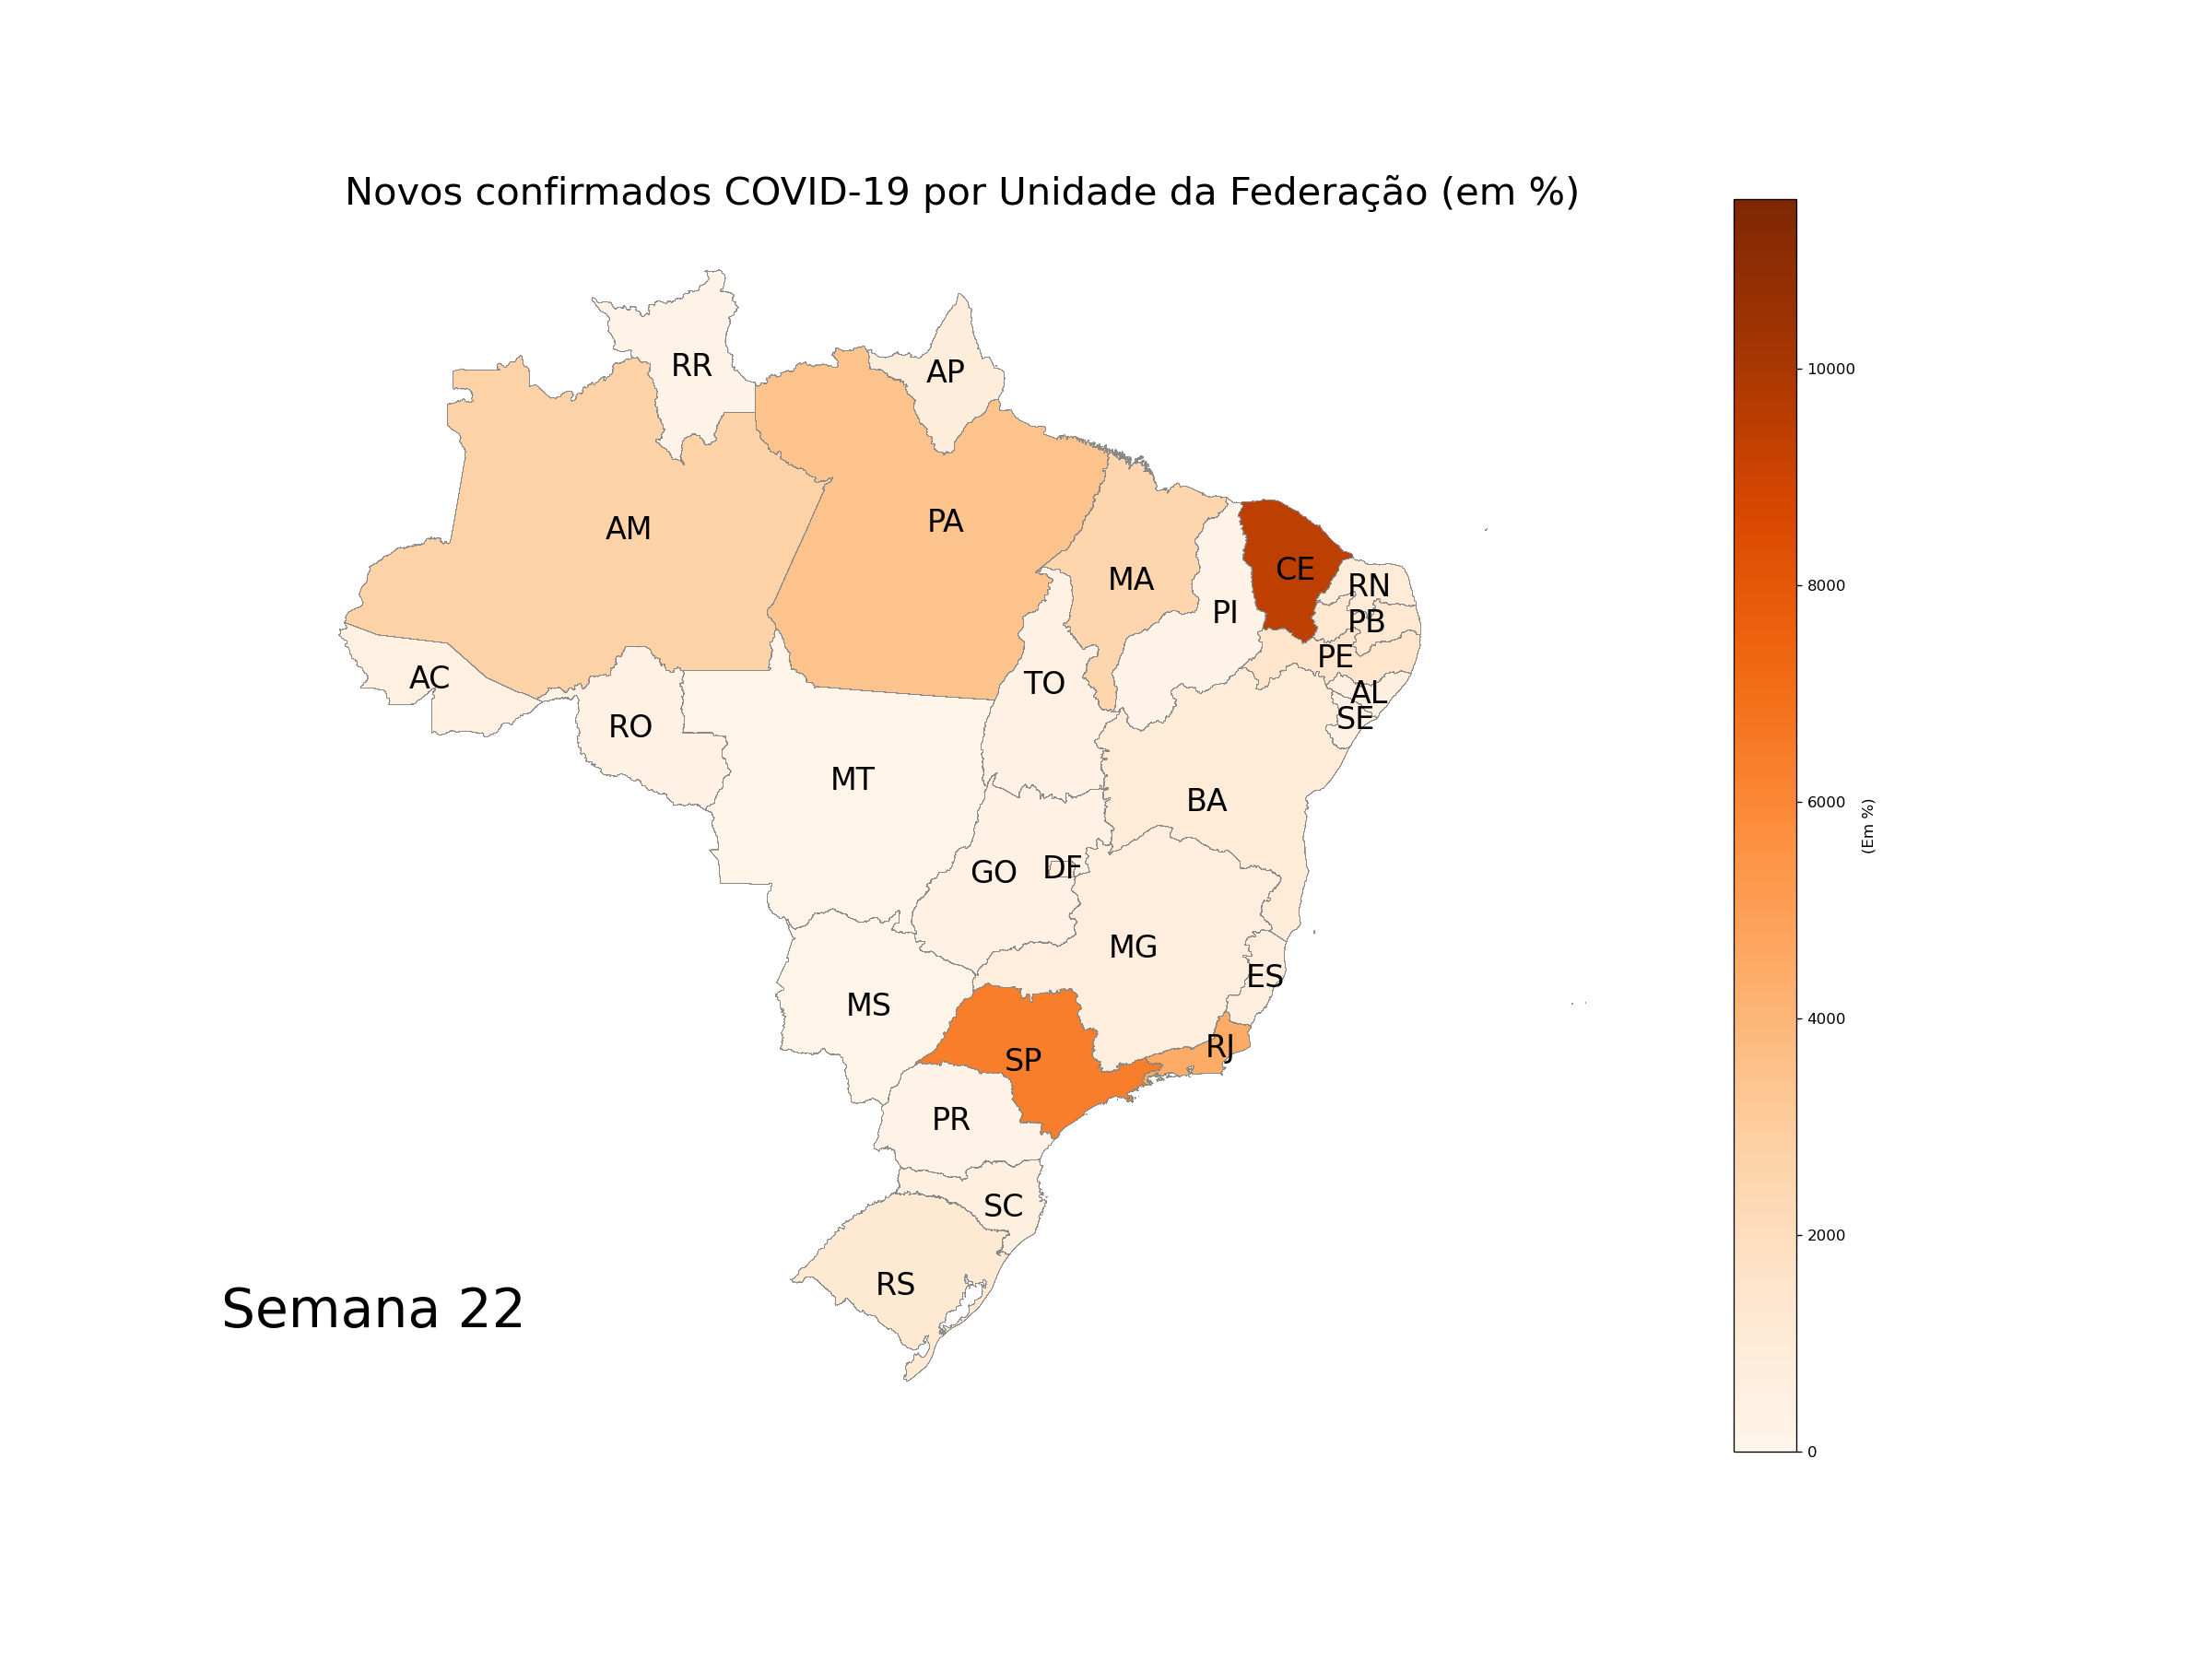 Novos confirmados COVID-19 por Unidade da Federação (em %)
RR
AP
AM
PA
MA
CE
RN
PI
PB
PE
AC
TO
AL
SE
RO
MT
BA
GO
DF
MG
ES
MS
RJ
SP
PR
SC
RS
Semana 22
10000
8000
6000
4000
2000
0
(Em %)